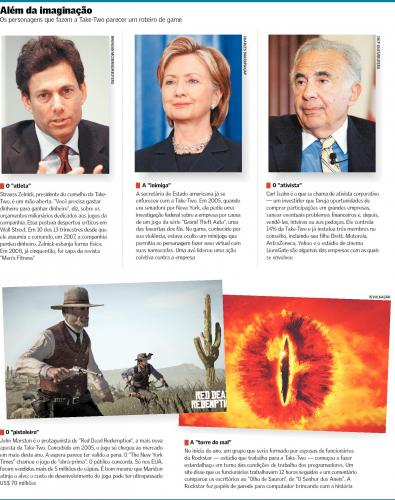 Além da imaginação
Os personagens que fazem a Take-Two parecer um roteiro de game
O "atleta"
Strauss Zelnick, presidente do conselho da Take-
Two, é um mão-aberta. "Você precisa gastar
dinheiro para ganhar dinheiro", diz, sobre os
orçamentos milionários dedicados aos jogos da
companhia. Essa postura desperta críticas em
Wall Street. Em 10 dos 13 trimestres desde que
ele assumiu o comando, em 2007, a companhia
perdeu dinheiro. Zelnick esbanja forma física.
Em 2008, já cinquentão, foi capa da revista
"Men's Fitness"
A "inimiga"
A secretária de Estado americana já se
enfureceu com a Take-Two. Em 2005, quando
era senadora por New York, ela pediu uma
investigação federal sobre a empresa por causa
de um jogo da série "Grand Theft Auto", uma
das favoritas dos fãs. No game, conhecido por
sua violência, estava oculto um minijogo que
permitia ao personagem fazer sexo virtual com
suas namoradas. Uma avó liderou uma ação
coletiva contra a empresa
O "ativista"
Carl Icahn é o que se chama de ativista corporativo
— um investidor que fareja oportunidades de
comprar participações em grandes empresas,
sanear eventuais problemas financeiros e, depois,
vendê-las, inteiras ou aos pedaços. Ele controla
14% da Take-Two e já instalou três membros no
conselho, incluindo seu filho Brett. Motorola,
AstraZeneca, Yahoo e o estúdio de cinema
LionsGate são algumas das empresas com as quais
se envolveu
DIVULGAÇÃO
RED DEAD
REDEMPTION
O "pistoleiro"
John Marston é o protagonista de "Red Dead Redemption", a mais nova
aposta da Take-Two. Concebido em 2005, o jogo só chegou ao mercado
em maio deste ano. A espera parece ter valido a pena. O "The New York
Times" chamou o jogo de "obra-prima". O público concorda. Só nos EUA,
foram vendidos mais de 5 milhões de cópias. É bom mesmo que Marston
atinja o alvo: o custo de desenvolvimento do jogo pode ter ultrapassado
US$ 70 milhões
A "torre do mal"
No início do ano, um grupo que seria formado por esposas de funcionários
da Rockstar — estúdio que trabalha para a Take-Two — começou a fazer
estardalhaço em torno das condições de trabalho dos programadores. Um
site disse que os funcionários trabalhavam 12 horas seguidas e um comentário
comparou os escritórios ao "Olho de Sauron", de "O Senhor dos Anéis". A
Rockstar fez papéis de parede para computador brincando com a história